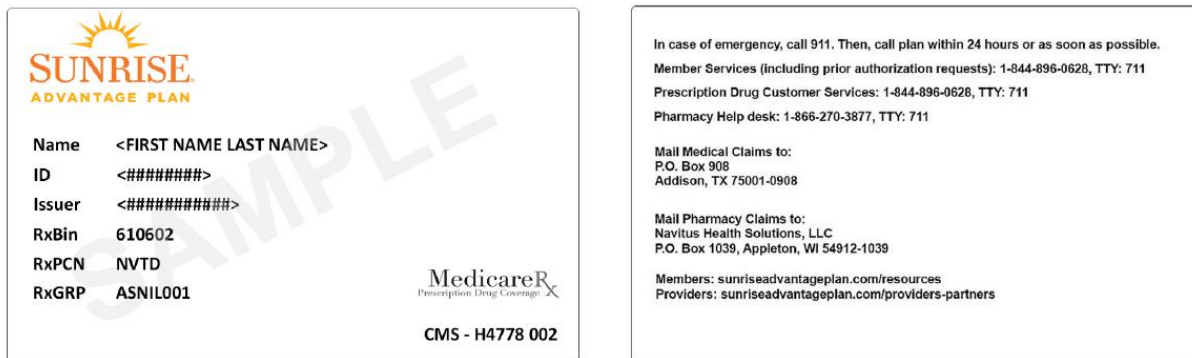 SUNRISE
ADVANTAGE PLAN
Name <FIRST NAME LAST NAME>
ID <########>
Issuer <###########>
RxBin 610602
RxPCN NVTD
RxGRP ASNIL001
SAMPLE
MedicareRx
Prescription Drug Coverage
CMS - H4778 002
In case of emergency, call 911. Then, call plan within 24 hours or as soon as possible.
Member Services (including prior authorization requests): 1-844-896-0628, TTY: 711
Prescription Drug Customer Services: 1-844-896-0628, TTY: 711
Pharmacy Help desk: 1-866-270-3877, TTY: 711
Mail Medical Claims to:
P.O. Box 908
Addison, TX 75001-0908
Mail Pharmacy Claims to:
Navitus Health Solutions, LLC
P.O. Box 1039, Appleton, WI 54912-1039
Members: sunriseadvantageplan.com/resources
Providers: sunriseadvantageplan.com/providers-partners